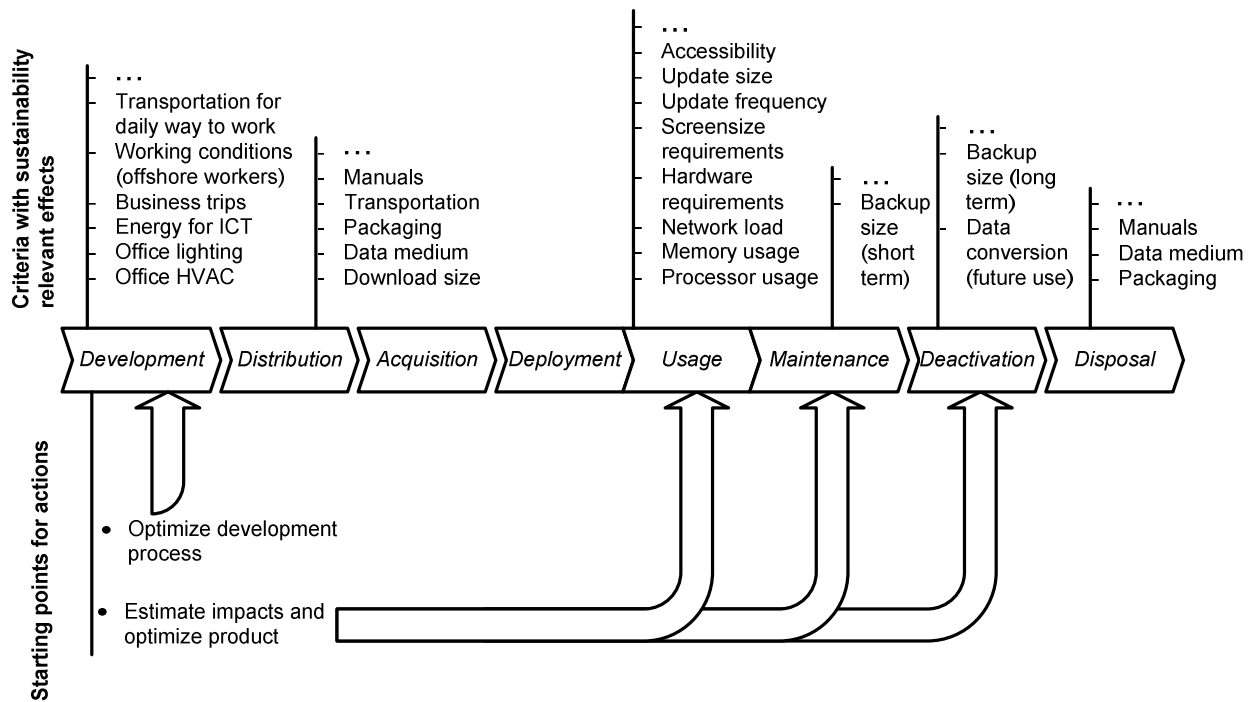 Criteria with sustainability
relevant effects
...
Transportation for
daily way to work
Working conditions
(offshore workers)
Business trips
Energy for ICT
Office lighting
Office HVAC
...
Manuals
Transportation
Packaging
Data medium
Download size
...
Accessibility
Update size
Update frequency
Screensize
requirements
Hardware
requirements
Network load
Memory usage
Processor usage
...
Backup
size
(short
term)
...
Backup
size (long
term)
Data
conversion
(future use)
...
Manuals
Data medium
Packaging
Development
Distribution
Acquisition
Deployment
Usage
Maintenance
Deactivation
Disposal
Starting points for actions
• Optimize development
process
• Estimate impacts and
optimize product